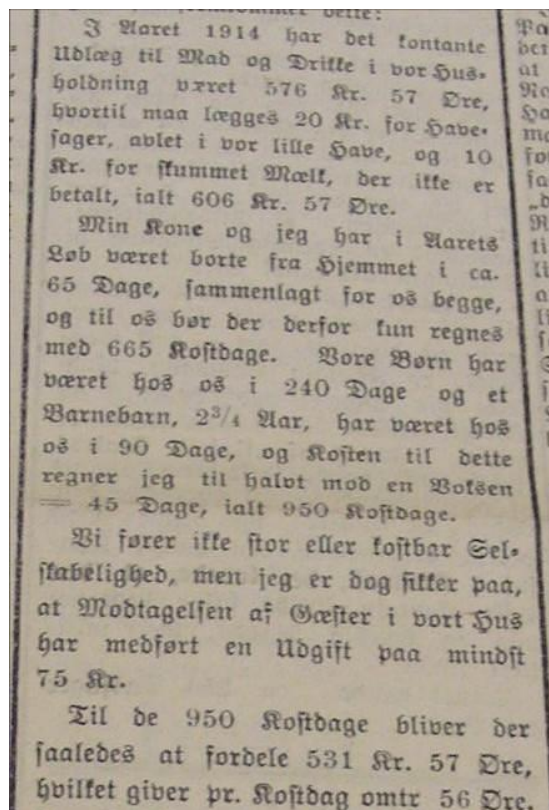 dette:
I Aaret 1914 har det kontante
Udlæg til Mad og Drikke i vor Hus-
holdning været 576 Kr. 57 Øre,
hvortil maa lægges 20 Kr. for Have-
sager, avlet i vor lille Have, og 10
Kr. for skummet Mælk, der ikke er
betalt, ialt 606 Kr. 57 Øre.
Min Kone og jeg har i Aarets
Løb været borte fra Hjemmet i ca.
65 Dage, sammenlagt for os begge,
og til os bør der derfor kun regnes
med 665 Kostdage. Vore Børn har
været hos os i 240 Dage og et
Barnebarn, 2³/₄ Aar, har været hos
os i 90 Dage, og Kosten til dette
regner jeg til halvt mod en Voksen
= 45 Dage, ialt 950 Kostdage.
Vi fører ikke stor eller kostbar Sel-
skabelighed, men jeg er dog sikker paa,
at Modtagelsen af Gæster i vort Hus
har medført en Udgift paa mindst
75 Kr.
Til de 950 Kostdage bliver der
saaledes at fordele 531 Kr. 57 Øre,
hvilket giver pr. Kostdag omtr 56 Øre.